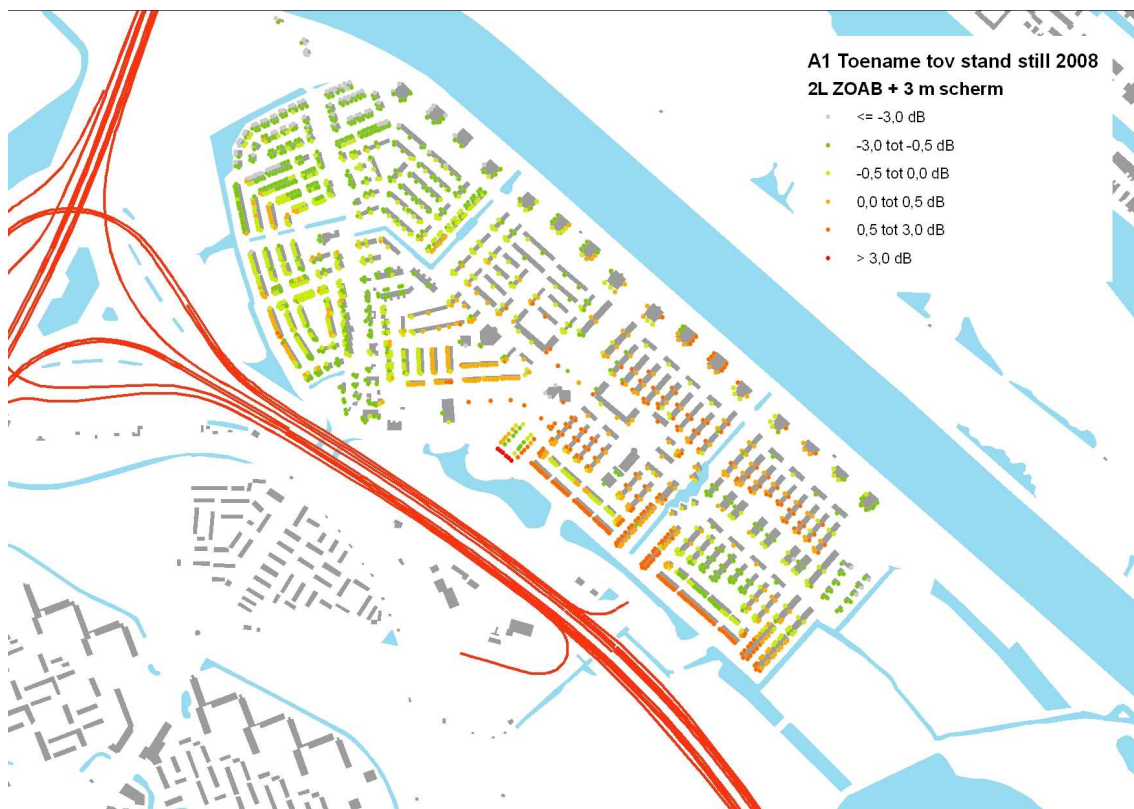 A1 Toename tov stand still 2008
2L ZOAB + 3 m scherm
<= -3,0 dB
-3,0 tot -0,5 dB
-0,5 tot 0,0 dB
0,0 tot 0,5 dB
0,5 tot 3,0 dB
> 3,0 dB